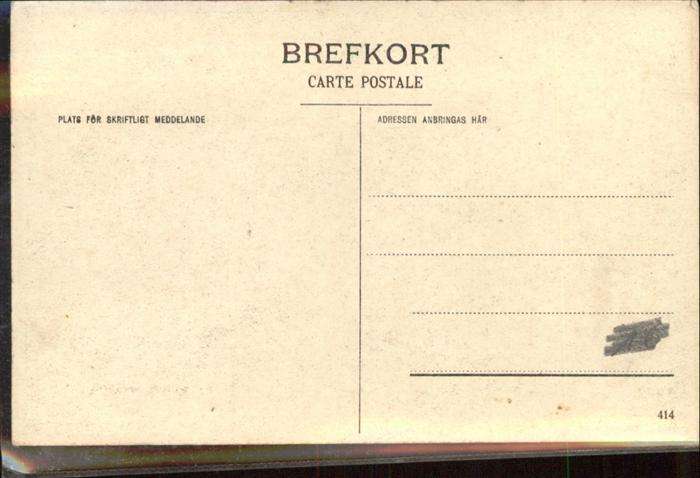 BREFKORT
CARTE POSTALE
PLATS FÖR SKRIFTLIGT MEDDELANDE
ADRESSEN ANBRINGAS HÄR
414